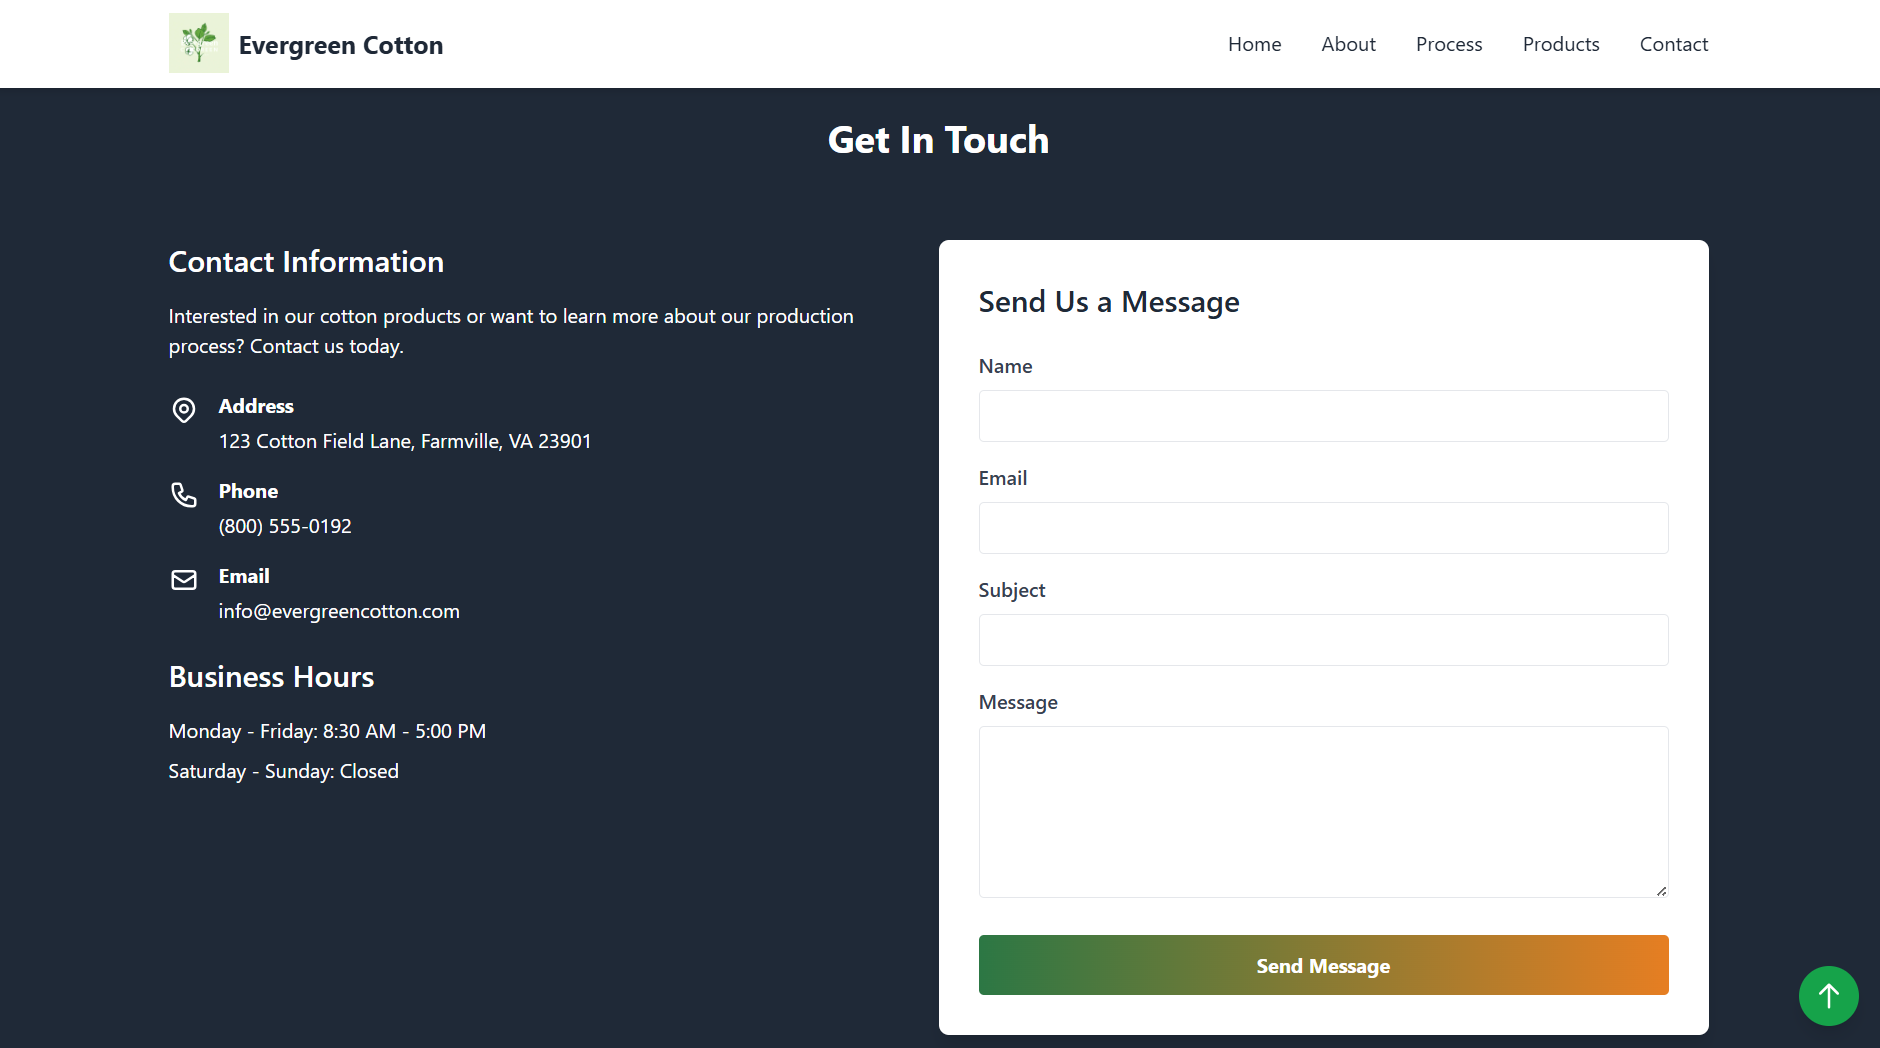 Evergreen Cotton
Home About Process Products Contact
Get In Touch
Contact Information
Interested in our cotton products or want to learn more about our production
process? Contact us today.
Address
123 Cotton Field Lane, Farmville, VA 23901
Phone
(800) 555-0192
Email
info@evergreencotton.com
Business Hours
Monday - Friday: 8:30 AM - 5:00 PM
Saturday - Sunday: Closed
Send Us a Message
Name
Email
Subject
Message
Send Message